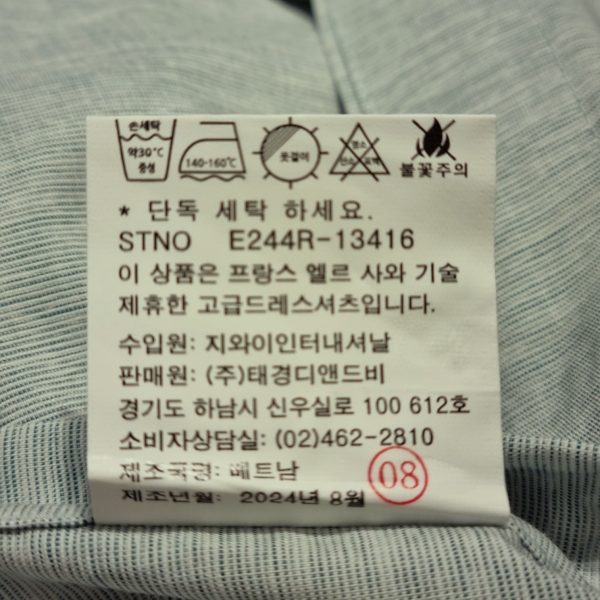 손세탁
약30℃
중성
140-160℃
옷걸이
염소
산소 표백
불꽃주의
* 단독 세탁 하세요.
STNO E244R-13416
이 상품은 프랑스 엘르 사와 기술
제휴한 고급드레스셔츠입니다.
수입원: 지와이인터내셔날
판매원: (주)태경디앤드비
경기도 하남시 신우실로 100 612호
소비자상담실: (02)462-2810
제조국명: 베트남
제조년월: 2024년 8월
08